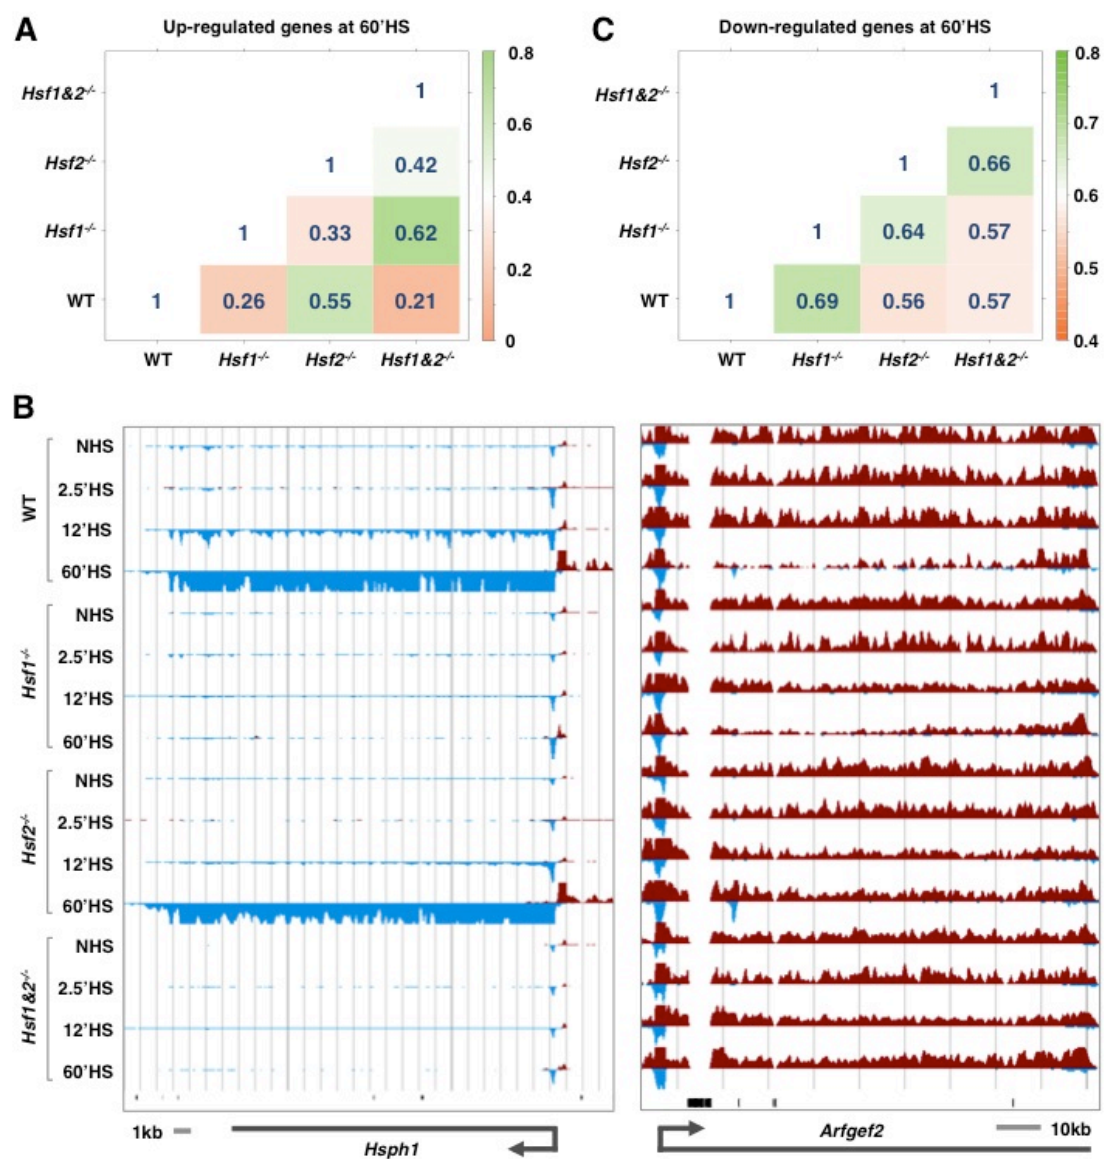 A
Up-regulated genes at 60'HS
Hsf1&2-/-
1
0.8
Hsf2-/-
1
0.42
0.6
Hsf1-/-
1
0.33
0.62
0.4
WT
1
0.26
0.55
0.21
0.2
0
WT
Hsf1-/-
Hsf2-/-
Hsf1&2-/-
C
Down-regulated genes at 60'HS
Hsf1&2-/-
1
0.8
Hsf2-/-
1
0.66
0.7
Hsf1-/-
1
0.64
0.57
0.6
WT
1
0.69
0.56
0.57
0.5
0.4
WT
Hsf1-/-
Hsf2-/-
Hsf1&2-/-
B
WT
NHS
2.5'HS
12'HS
60'HS
Hsf1-/-
NHS
2.5'HS
12'HS
60'HS
Hsf2-/-
NHS
2.5'HS
12'HS
60'HS
Hsf1&2-/-
NHS
2.5'HS
12'HS
60'HS
1kb
Hsph1
Arfgef2
10kb